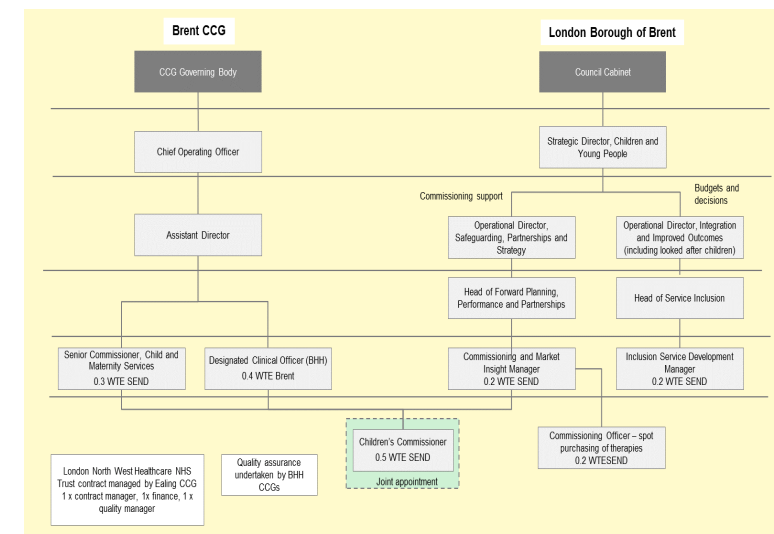 Brent CCG
London Borough of Brent
CCG Governing Body
Council Cabinet
Chief Operating Officer
Strategic Director, Children and
Young People
Commissioning support
Budgets and
decisions
Assistant Director
Operational Director,
Safeguarding, Partnerships and
Strategy
Operational Director, Integration
and Improved Outcomes
(including looked after children)
Head of Forward Planning,
Performance and Partnerships
Head of Service Inclusion
Senior Commissioner, Child and
Maternity Services
0.3 WTE SEND
Designated Clinical Officer (BHH)
0.4 WTE Brent
Commissioning and Market
Insight Manager
0.2 WTE SEND
Inclusion Service Development
Manager
0.2 WTE SEND
Children's Commissioner
0.5 WTE SEND
Joint appointment
Commissioning Officer – spot
purchasing of therapies
0.2 WTESEND
London North West Healthcare NHS
Trust contract managed by Ealing CCG
1 x contract manager, 1x finance, 1 x
quality manager
Quality assurance
undertaken by BHH
CCGs